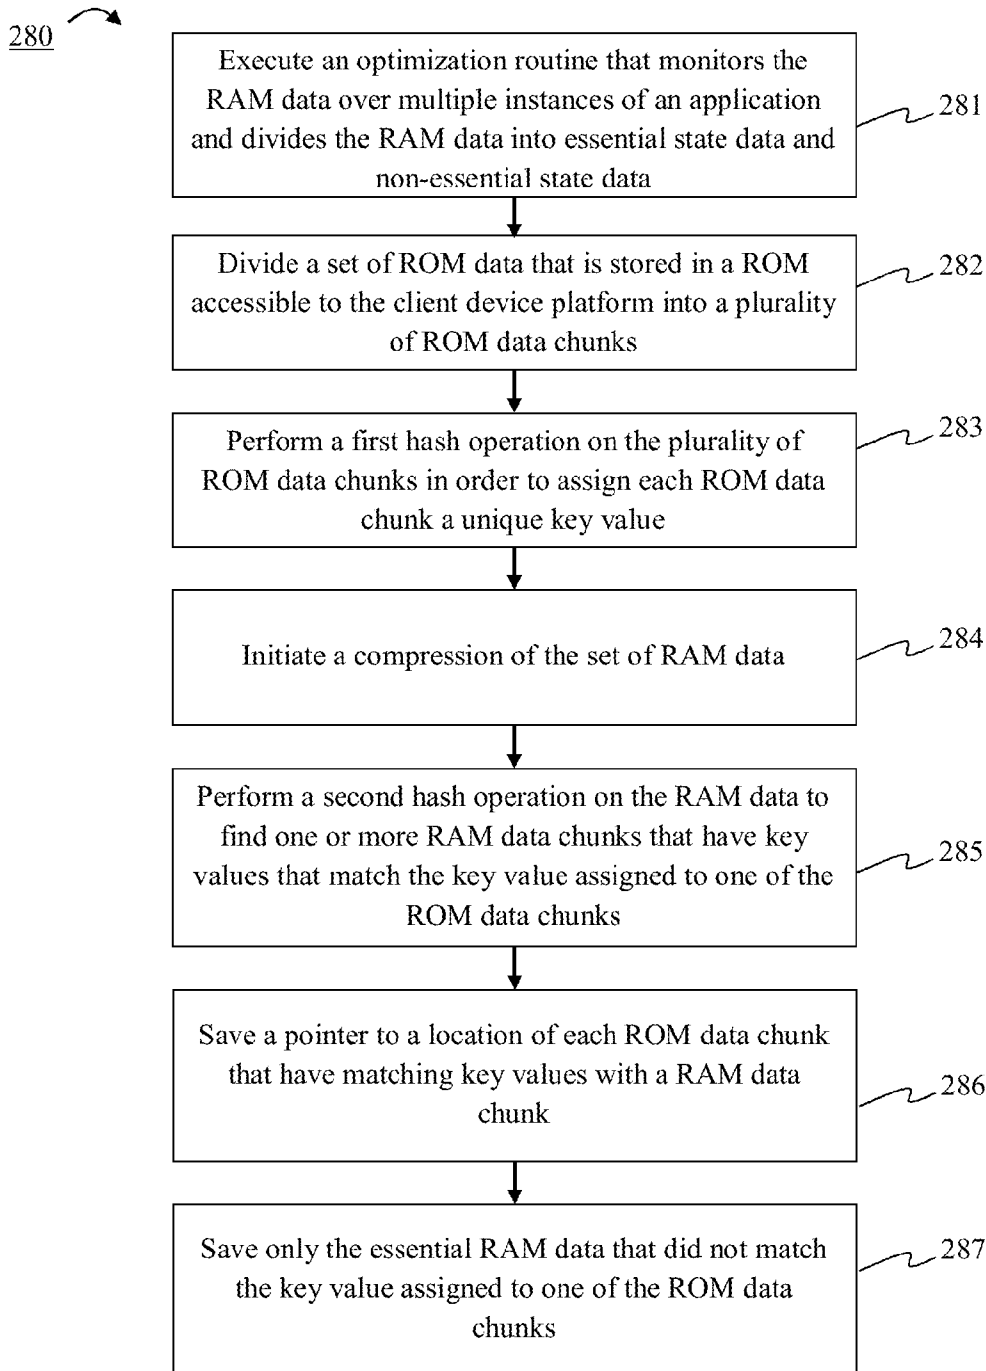 280
Execute an optimization routine that monitors the
RAM data over multiple instances of an application
and divides the RAM data into essential state data and
non-essential state data
281
Divide a set of ROM data that is stored in a ROM
accessible to the client device platform into a plurality
of ROM data chunks
282
Perform a first hash operation on the plurality of
ROM data chunks in order to assign each ROM data
chunk a unique key value
283
Initiate a compression of the set of RAM data
284
Perform a second hash operation on the RAM data to
find one or more RAM data chunks that have key
values that match the key value assigned to one of the
ROM data chunks
285
Save a pointer to a location of each ROM data chunk
that have matching key values with a RAM data
chunk
286
Save only the essential RAM data that did not match
the key value assigned to one of the ROM data
chunks
287